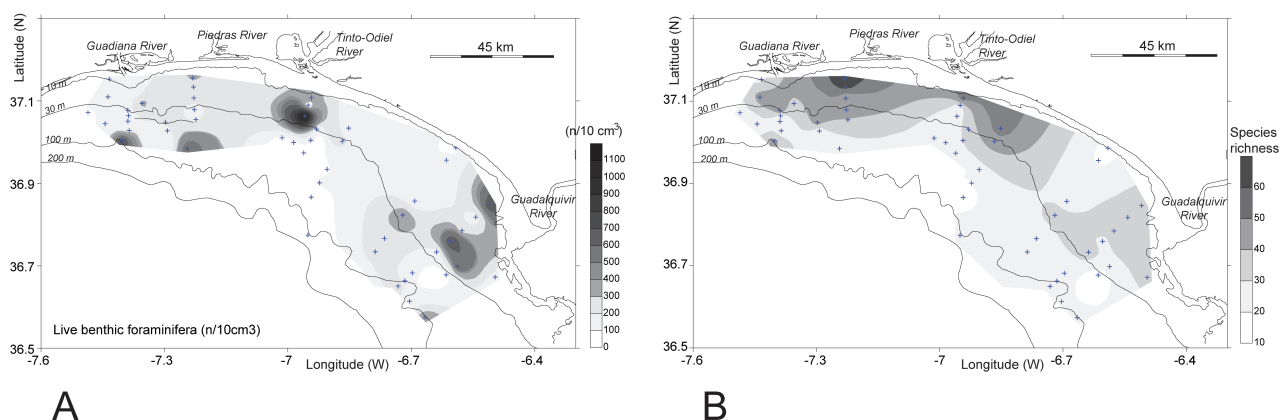 Latitude (N)
Guadiana River
Piedras River
Tinto-Odiel
River
45 km
10 m
37.1
30 m
100 m
200 m
36.9
36.7
36.5
Guadalquivir
River
Live benthic foraminifera (n/10cm3)
-7.6
-7.3
-7
-6.7
-6.4
Longitude (W)
(n/10 cm3)
1100
1000
900
800
700
600
500
400
300
200
100
0
A
Latitude (N)
Guadiana River
Piedras River
Tinto-Odiel
River
45 km
10 m
37.1
30 m
100 m
200 m
36.9
36.7
36.5
Guadalquivir
River
-7.6
-7.3
-7
-6.7
-6.4
Longitude (W)
Species
richness
60
50
40
30
20
10
B